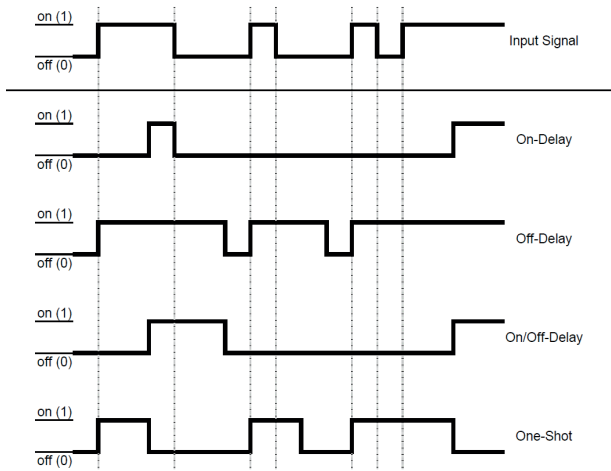 on (1)
off (0)
Input Signal
on (1)
off (0)
On-Delay
on (1)
off (0)
Off-Delay
on (1)
off (0)
On/Off-Delay
on (1)
off (0)
One-Shot